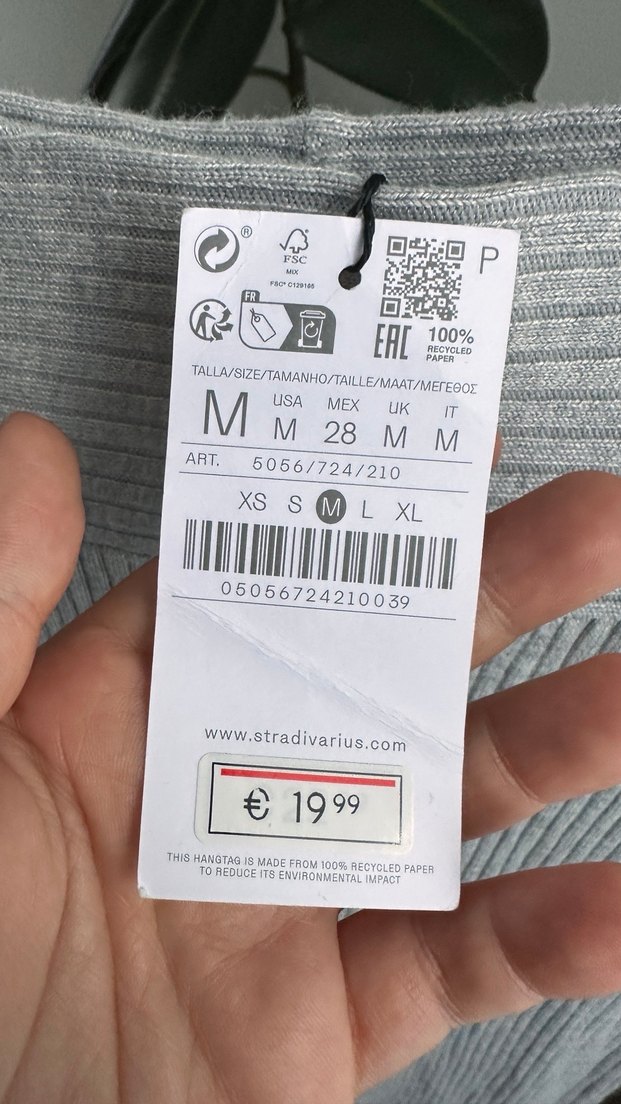 ®
FSC
MIX
FSC® C129165
P
FR
EAC
100%
RECYCLED
PAPER
TALLA/SIZE/TAMANHO/TAILLE/MAAT/ΜΕΓΕΘΟΣ
M
USA MEX UK IT
M 28 M M
ART. 5056/724/210
XS S M L XL
05056724210039
www.stradivarius.com
€ 19 99
THIS HANGTAG IS MADE FROM 100% RECYCLED PAPER
TO REDUCE ITS ENVIRONMENTAL IMPACT